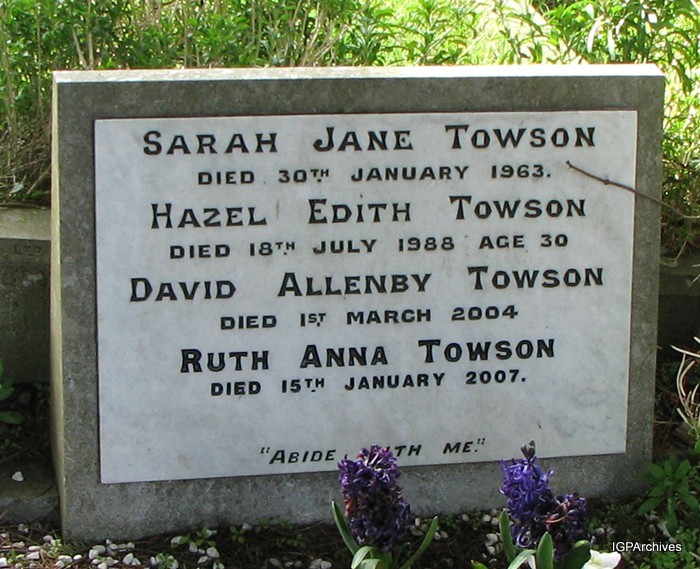 SARAH JANE TOWSON
DIED 30TH JANUARY 1963.
HAZEL EDITH TOWSON
DIED 18TH JULY 1988 AGE 30
DAVID ALLENBY TOWSON
DIED 1ST MARCH 2004
RUTH ANNA TOWSON
DIED 15TH JANUARY 2007.
"ABIDE WITH ME."
IGPArchives